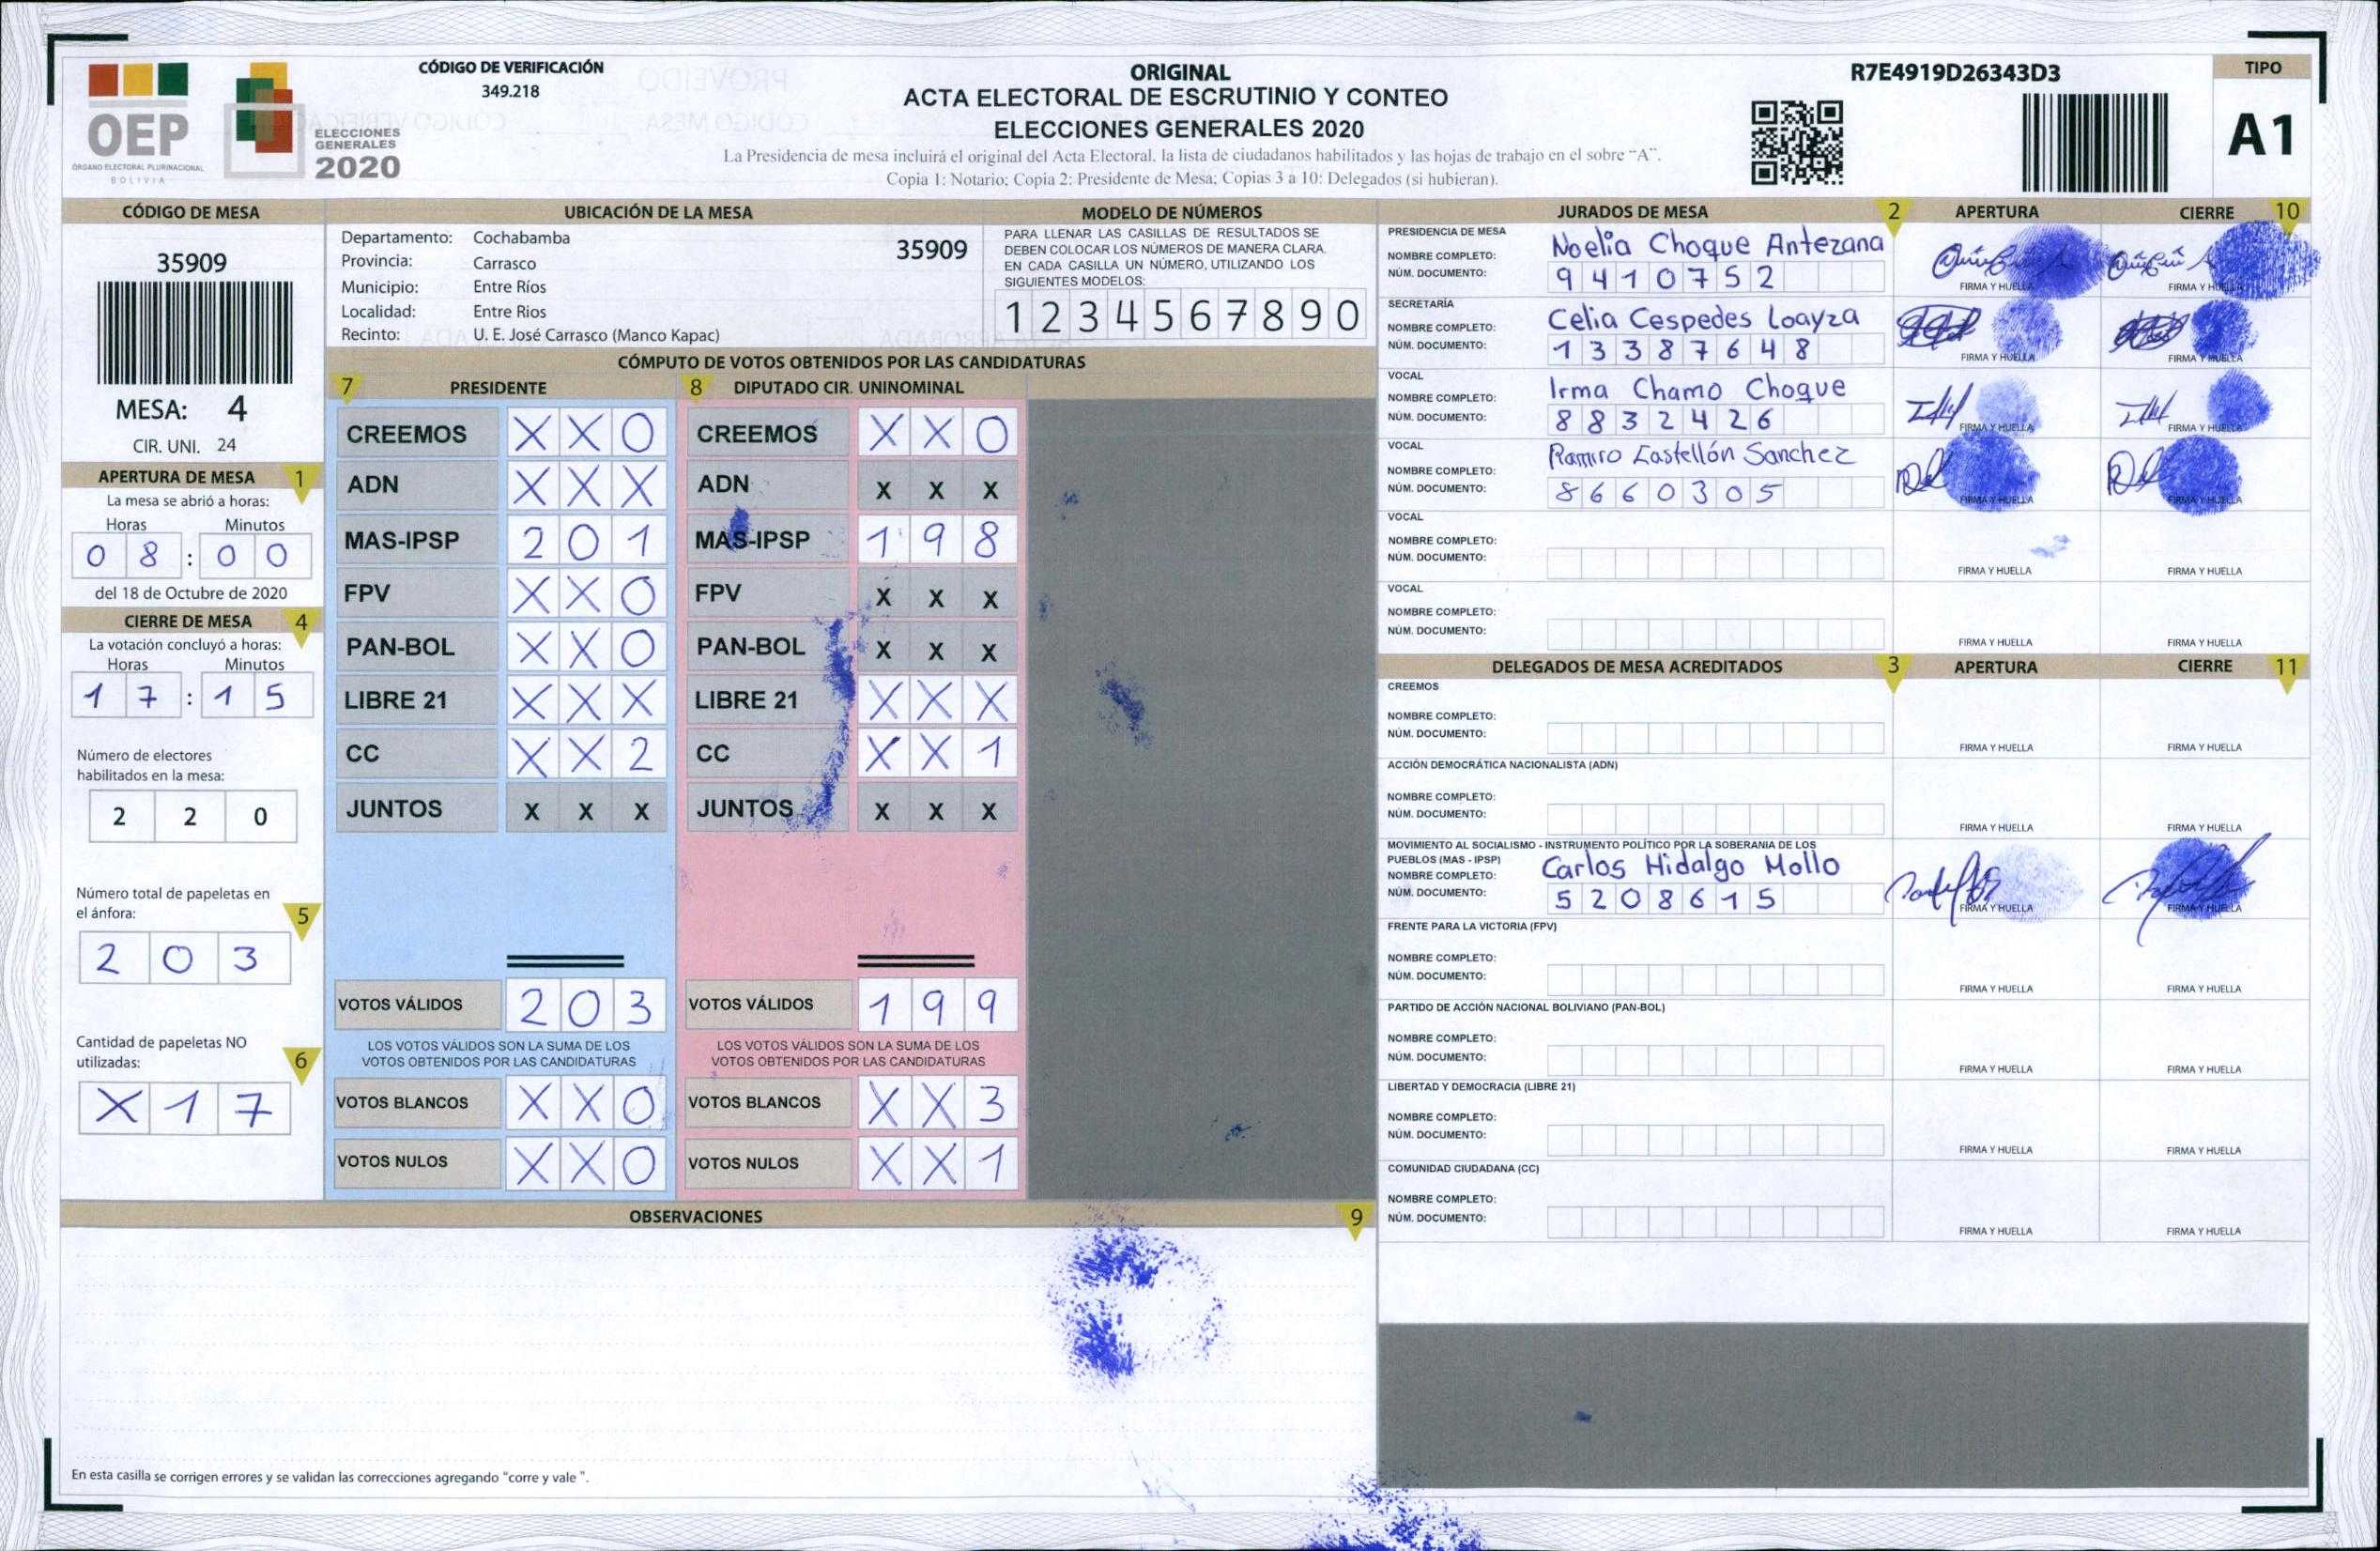 CÓDIGO DE VERIFICACIÓN
349.218
OEP
ÓRGANO ELECTORAL PLURINACIONAL
BOLIVIA
ELECCIONES
GENERALES
2020
ORIGINAL
ACTA ELECTORAL DE ESCRUTINIO Y CONTEO
ELECCIONES GENERALES 2020
La Presidencia de mesa incluirá el original del Acta Electoral, la lista de ciudadanos habilitados y las hojas de trabajo en el sobre "A".
Copia 1: Notario; Copia 2: Presidente de Mesa; Copias 3 a 10: Delegados (si hubieran).
R7E4919D26343D3
TIPO
A1
CÓDIGO DE MESA
35909
MESA: 4
CIR. UNI. 24
APERTURA DE MESA 1
La mesa se abrió a horas:
Horas Minutos
0 8 : 0 0
del 18 de Octubre de 2020
CIERRE DE MESA 4
La votación concluyó a horas:
Horas Minutos
1 7 : 1 5
Número de electores
habilitados en la mesa:
2 2 0
Número total de papeletas en
el ánfora: 5
2 0 3
Cantidad de papeletas NO
utilizadas: 6
X 1 7
UBICACIÓN DE LA MESA
Departamento: Cochabamba
35909
Provincia: Carrasco
Municipio: Entre Ríos
Localidad: Entre Rios
Recinto: U. E. José Carrasco (Manco Kapac)
MODELO DE NÚMEROS
PARA LLENAR LAS CASILLAS DE RESULTADOS SE
DEBEN COLOCAR LOS NÚMEROS DE MANERA CLARA.
EN CADA CASILLA UN NÚMERO, UTILIZANDO LOS
SIGUIENTES MODELOS:
1 2 3 4 5 6 7 8 9 0
CÓMPUTO DE VOTOS OBTENIDOS POR LAS CANDIDATURAS
7 PRESIDENTE
CREEMOS X X 0
ADN X X X
MAS-IPSP 2 0 1
FPV X X 0
PAN-BOL X X 0
LIBRE 21 X X X
CC X X 2
JUNTOS X X X
VOTOS VÁLIDOS 2 0 3
LOS VOTOS VÁLIDOS SON LA SUMA DE LOS
VOTOS OBTENIDOS POR LAS CANDIDATURAS
VOTOS BLANCOS X X 0
VOTOS NULOS X X 0
8 DIPUTADO CIR. UNINOMINAL
CREEMOS X X 0
ADN X X X
MAS-IPSP 1 9 8
FPV X X X
PAN-BOL X X X
LIBRE 21 X X X
CC X X 1
JUNTOS X X X
VOTOS VÁLIDOS 1 9 9
LOS VOTOS VÁLIDOS SON LA SUMA DE LOS
VOTOS OBTENIDOS POR LAS CANDIDATURAS
VOTOS BLANCOS X X 3
VOTOS NULOS X X 1
OBSERVACIONES 9
En esta casilla se corrigen errores y se validan las correcciones agregando "corre y vale ".
JURADOS DE MESA 2 APERTURA CIERRE 10
PRESIDENCIA DE MESA
NOMBRE COMPLETO: Noelia Choque Antezana
NÚM. DOCUMENTO: 9 4 1 0 7 5 2
FIRMA Y HUELLA FIRMA Y HUELLA
SECRETARÍA
NOMBRE COMPLETO: Celia Cespedes Loayza
NÚM. DOCUMENTO: 1 3 3 8 7 6 4 8
FIRMA Y HUELLA FIRMA Y HUELLA
VOCAL
NOMBRE COMPLETO: Irma Chamo Choque
NÚM. DOCUMENTO: 8 8 3 2 4 2 6
FIRMA Y HUELLA FIRMA Y HUELLA
VOCAL
NOMBRE COMPLETO: Ramiro Castellón Sanchez
NÚM. DOCUMENTO: 8 6 6 0 3 0 5
FIRMA Y HUELLA FIRMA Y HUELLA
VOCAL
NOMBRE COMPLETO:
NÚM. DOCUMENTO:
FIRMA Y HUELLA FIRMA Y HUELLA
VOCAL
NOMBRE COMPLETO:
NÚM. DOCUMENTO:
FIRMA Y HUELLA FIRMA Y HUELLA
DELEGADOS DE MESA ACREDITADOS 3 APERTURA CIERRE 11
CREEMOS
NOMBRE COMPLETO:
NÚM. DOCUMENTO:
FIRMA Y HUELLA FIRMA Y HUELLA
ACCIÓN DEMOCRÁTICA NACIONALISTA (ADN)
NOMBRE COMPLETO:
NÚM. DOCUMENTO:
FIRMA Y HUELLA FIRMA Y HUELLA
MOVIMIENTO AL SOCIALISMO - INSTRUMENTO POLÍTICO POR LA SOBERANIA DE LOS
PUEBLOS (MAS - IPSP)
NOMBRE COMPLETO: Carlos Hidalgo Mollo
NÚM. DOCUMENTO: 5 2 0 8 6 1 5
FIRMA Y HUELLA FIRMA Y HUELLA
FRENTE PARA LA VICTORIA (FPV)
NOMBRE COMPLETO:
NÚM. DOCUMENTO:
FIRMA Y HUELLA FIRMA Y HUELLA
PARTIDO DE ACCIÓN NACIONAL BOLIVIANO (PAN-BOL)
NOMBRE COMPLETO:
NÚM. DOCUMENTO:
FIRMA Y HUELLA FIRMA Y HUELLA
LIBERTAD Y DEMOCRACIA (LIBRE 21)
NOMBRE COMPLETO:
NÚM. DOCUMENTO:
FIRMA Y HUELLA FIRMA Y HUELLA
COMUNIDAD CIUDADANA (CC)
NOMBRE COMPLETO:
NÚM. DOCUMENTO:
FIRMA Y HUELLA FIRMA Y HUELLA